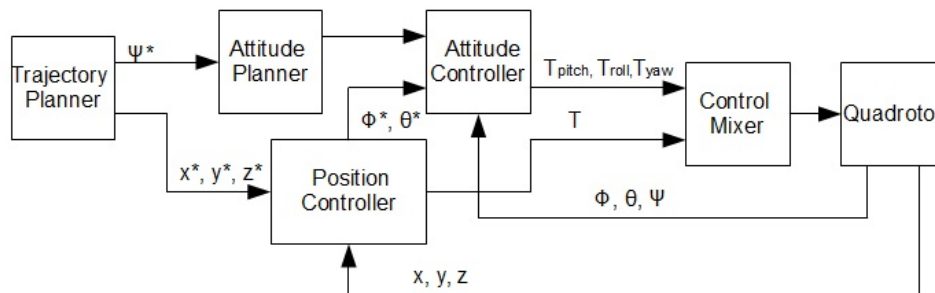 Trajectory
Planner
Ψ*
Attitude
Planner
Attitude
Controller
Tpitch, Troll,Tyaw
Control
Mixer
Quadroto
Φ*, θ*
T
x*, y*, z*
Position
Controller
Φ, θ, Ψ
x, y, z